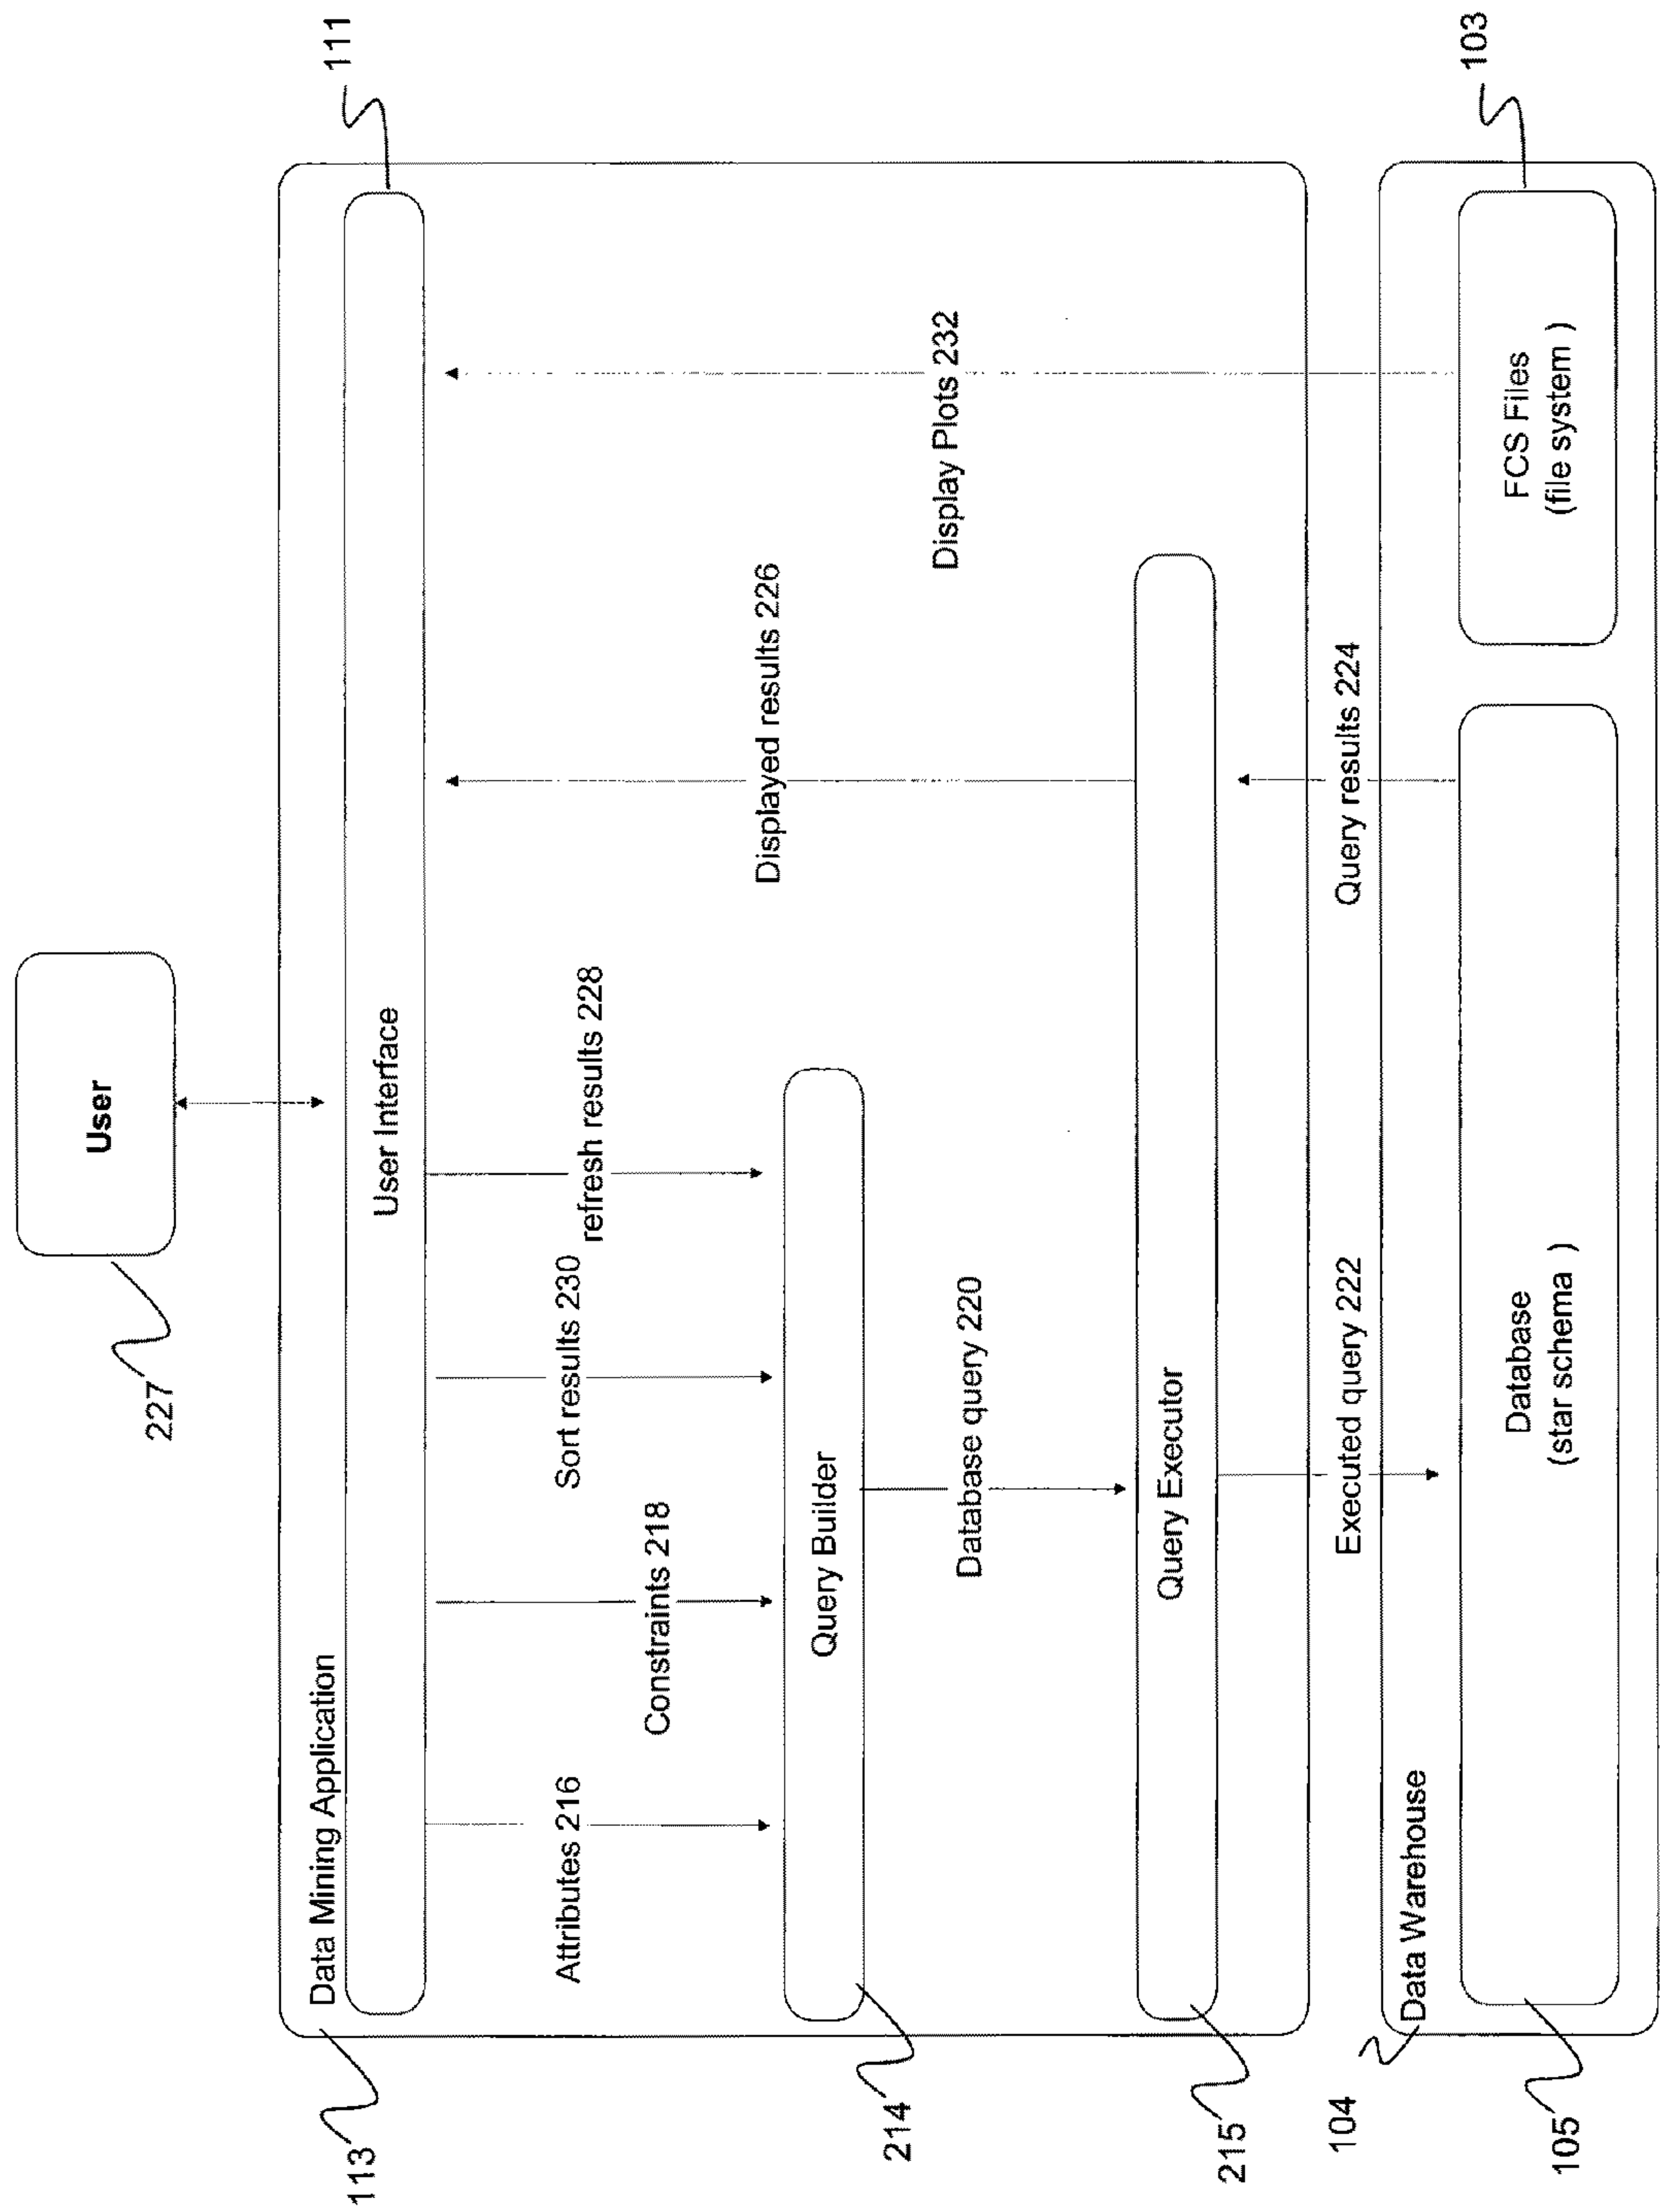 User
227
Data Mining Application
113
User Interface
111
Attributes 216
Constraints 218
Sort results 230
refresh results 228
Displayed results 226
Display Plots 232
Query Builder
214
Database query 220
Query Executor
215
Executed query 222
Query results 224
104
Data Warehouse
Database
(star schema )
105
FCS Files
(file system )
103